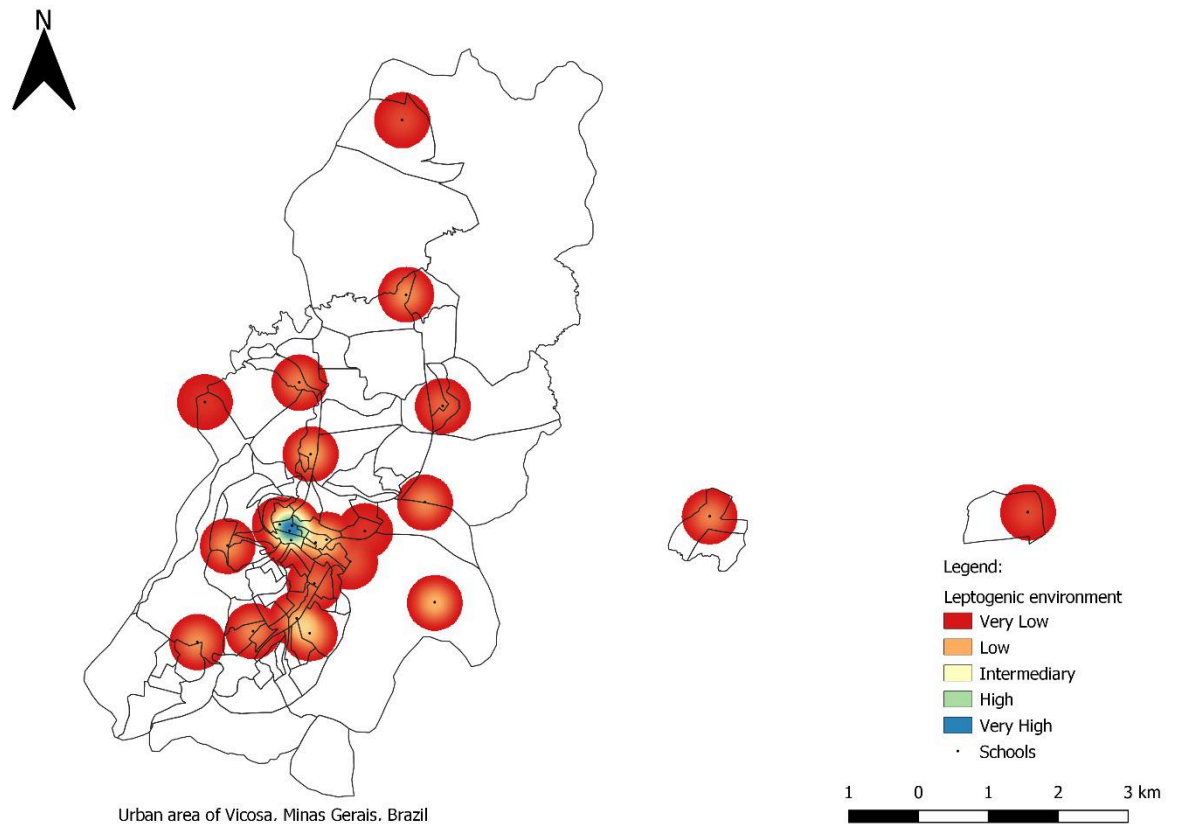 N
Legend:
Leptogenic environment
Very Low
Low
Intermediary
High
Very High
Schools
1 0 1 2 3 km
Urban area of Vicosa, Minas Gerais, Brazil